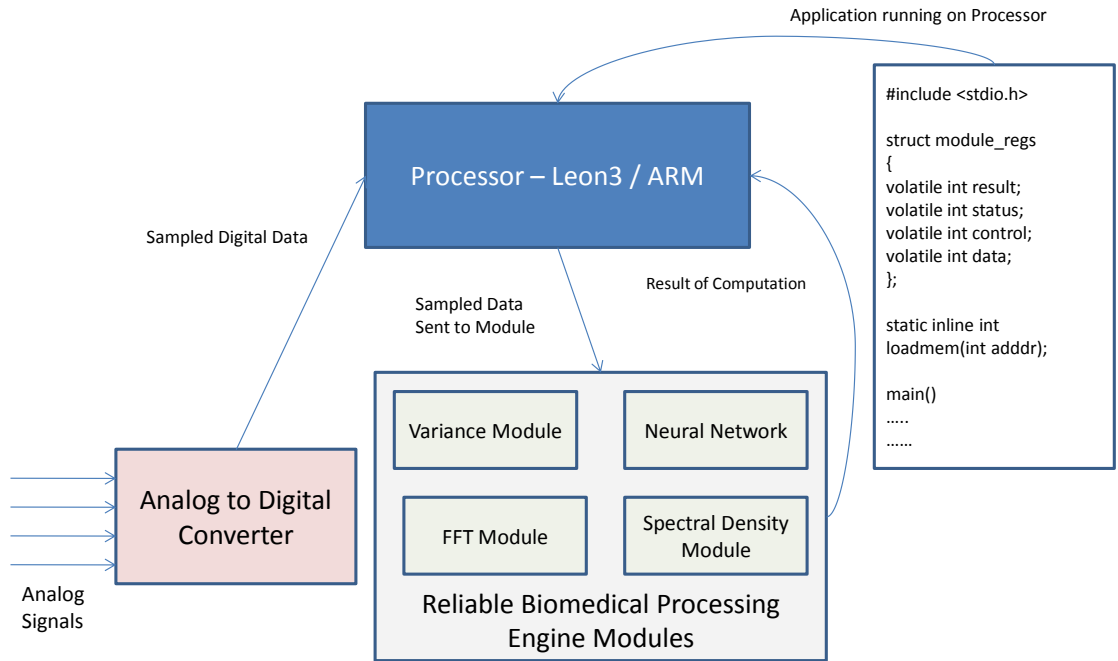 Application running on Processor
#include <stdio.h>
struct module_regs
{
volatile int result;
volatile int status;
volatile int control;
volatile int data;
};
static inline int
loadmem(int adddr);
main()
…..
……
Processor – Leon3 / ARM
Sampled Digital Data
Sampled Data
Sent to Module
Result of Computation
Variance Module
Neural Network
FFT Module
Spectral Density
Module
Reliable Biomedical Processing
Engine Modules
Analog to Digital
Converter
Analog
Signals